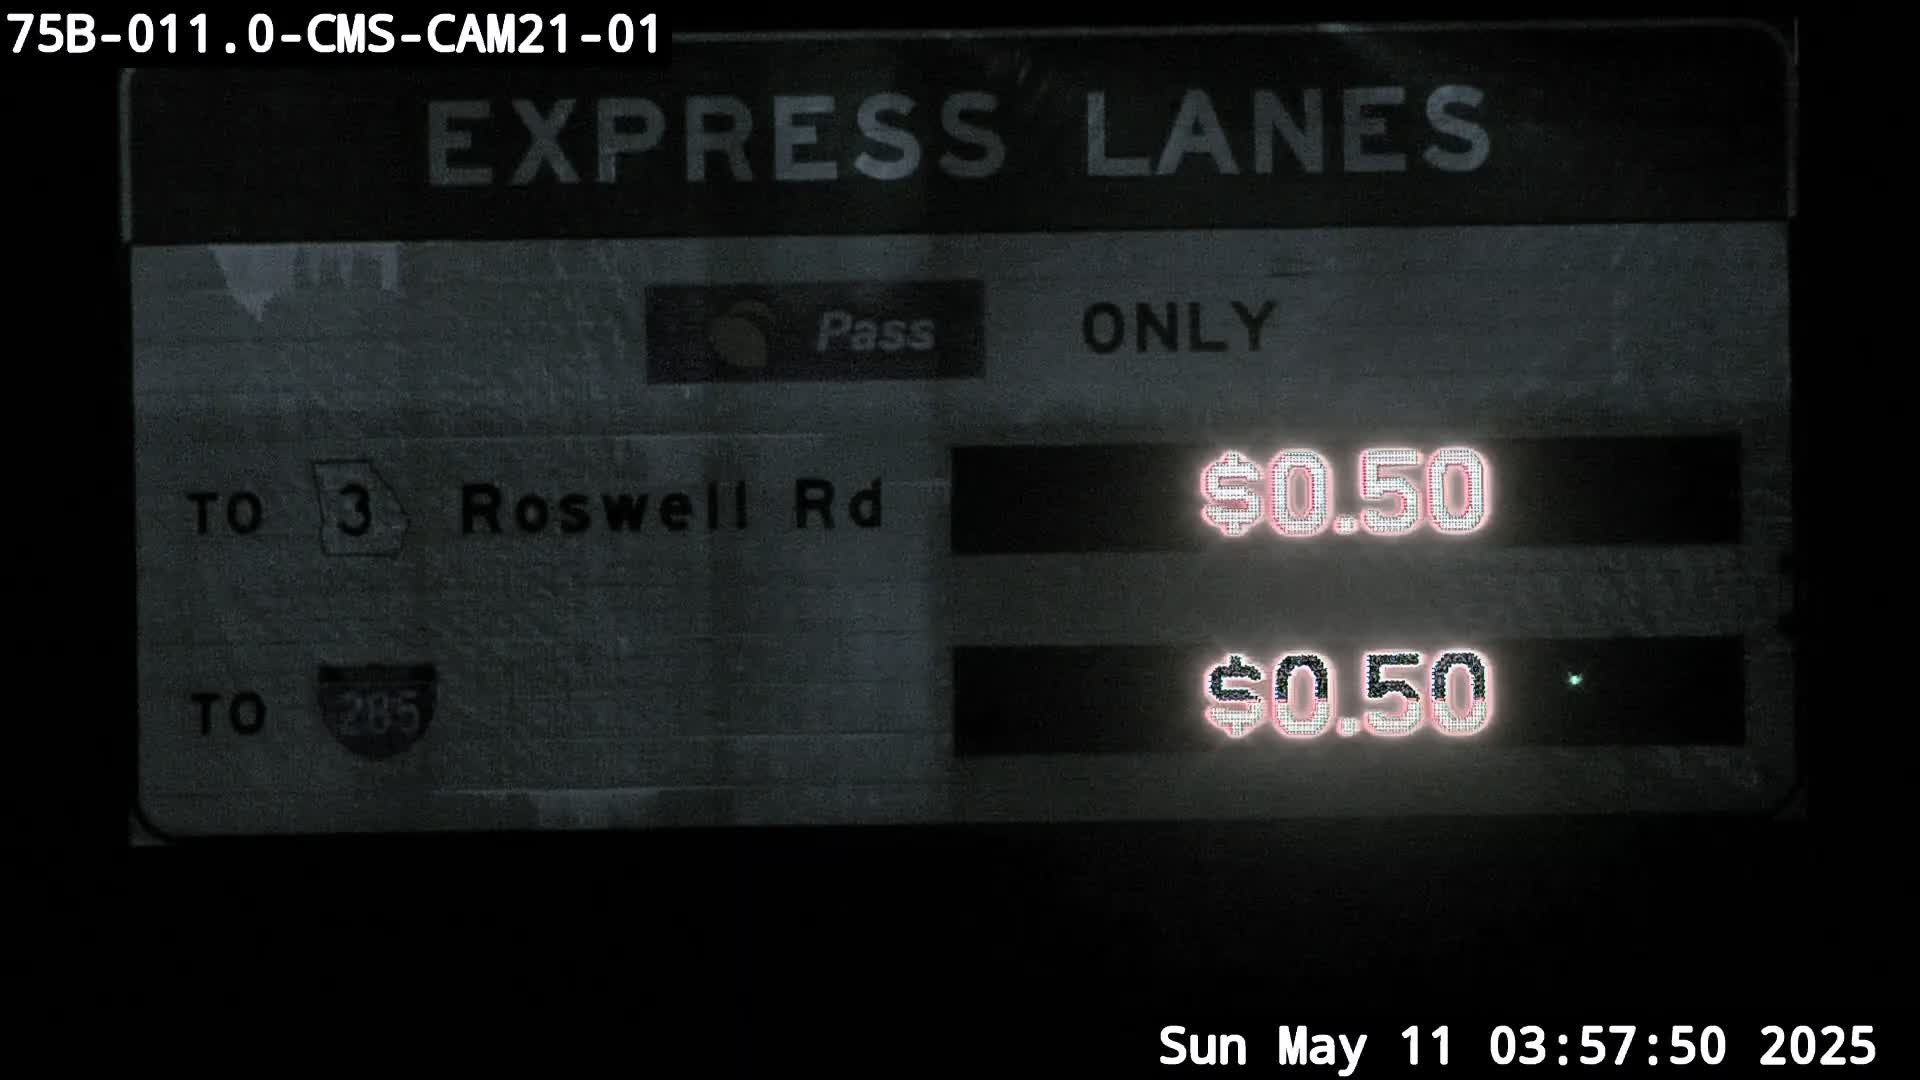 75B-011.0-CMS-CAM21-01
EXPRESS LANES
Pass ONLY
TO 3 Roswell Rd $0.50
TO 285 $0.50
Sun May 11 03:57:50 2025